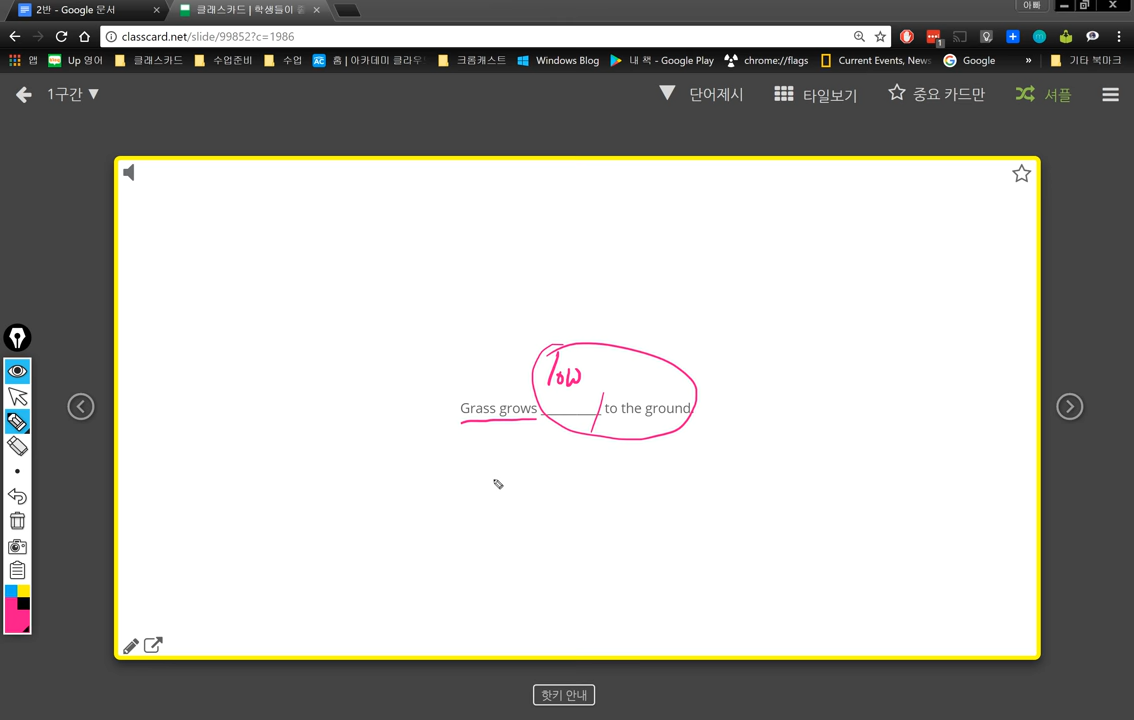 2반 - Google 문서
클래스카드 | 학생들이 좋
아빠
classcard.net/slide/99852?c=1986
앱
Up 영어
클래스카드
수업준비
수업
홈 | 아카데미 클라우
크롬캐스트
Windows Blog
내 책 - Google Play
chrome://flags
Current Events, News
Google
»
기타 북마크
1구간 ▼
단어제시
타일보기
중요 카드만
셔플
low
Grass grows ________ to the ground.
핫키 안내